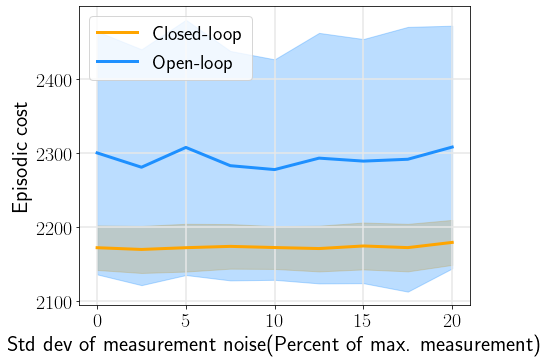 Closed-loop
Open-loop
Episodic cost
2400
2300
2200
2100
0 5 10 15 20
Std dev of measurement noise(Percent of max. measurement)